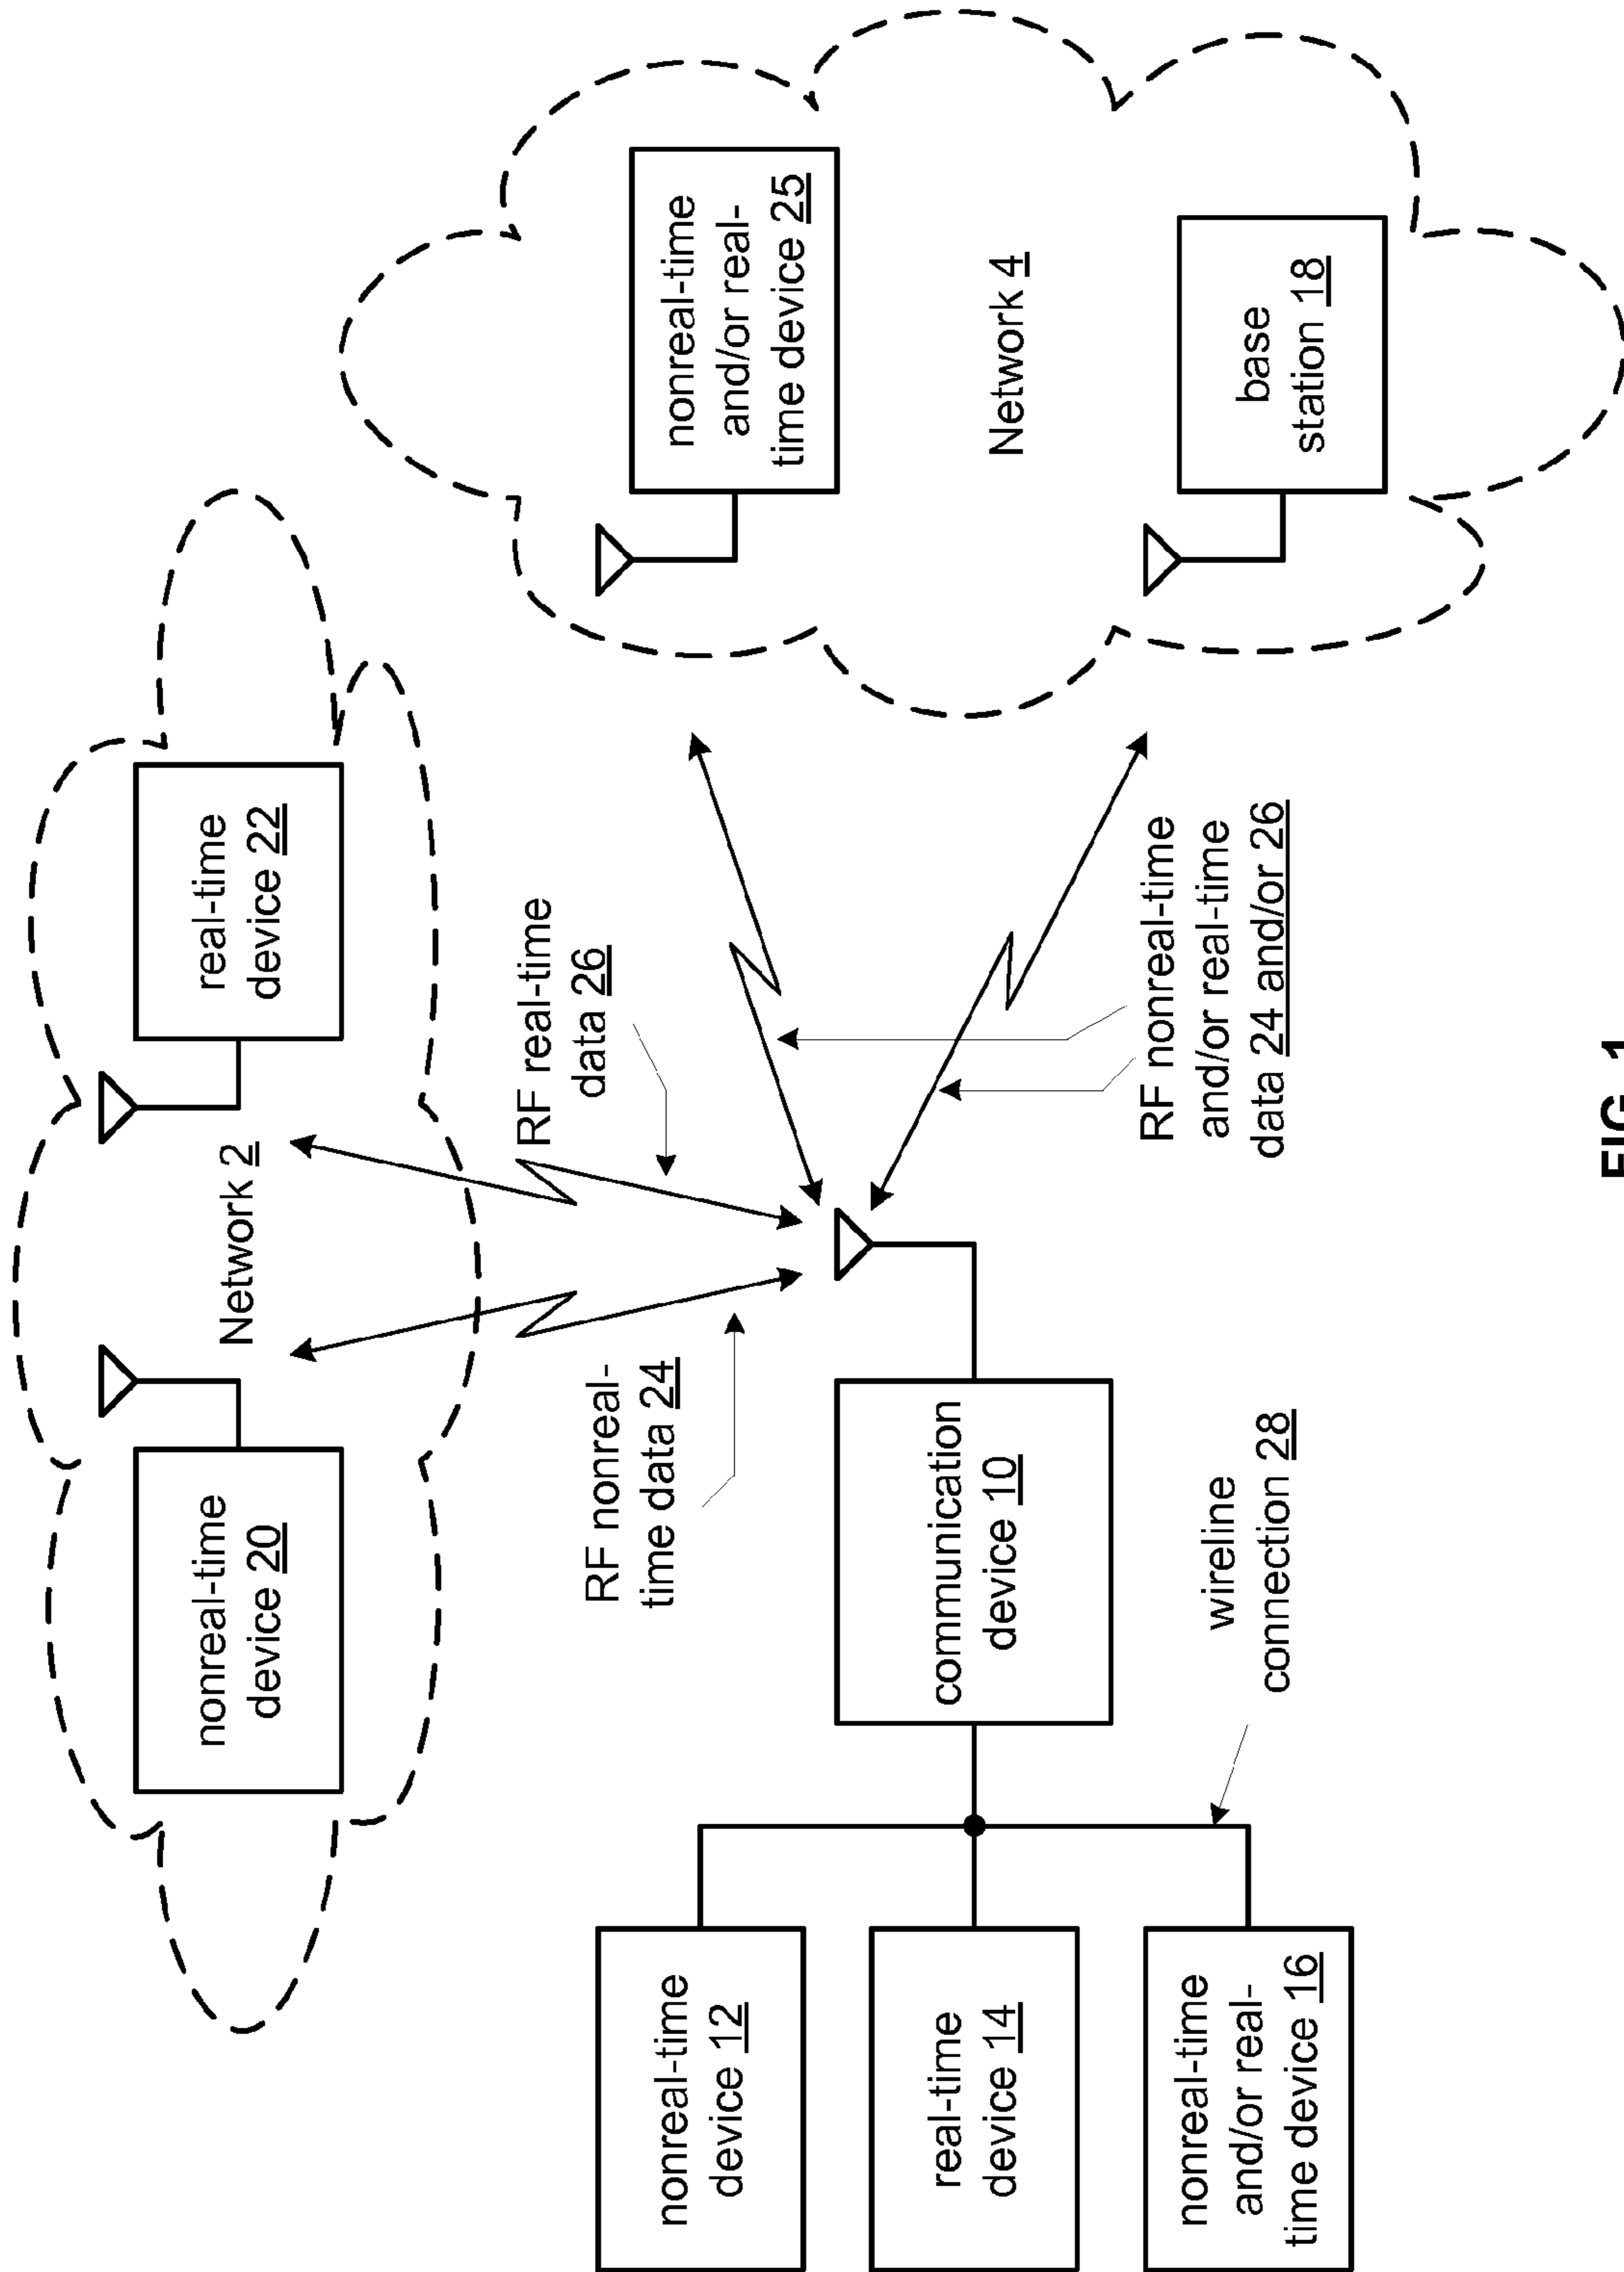 nonreal-time
device 20
Network 2
real-time
device 22
RF nonreal-
time data 24
RF real-time
data 26
nonreal-time
and/or real-
time device 25
Network 4
base
station 18
nonreal-time
device 12
real-time
device 14
nonreal-time
and/or real-
time device 16
communication
device 10
wireline
connection 28
RF nonreal-time
and/or real-time
data 24 and/or 26
FIG. 1